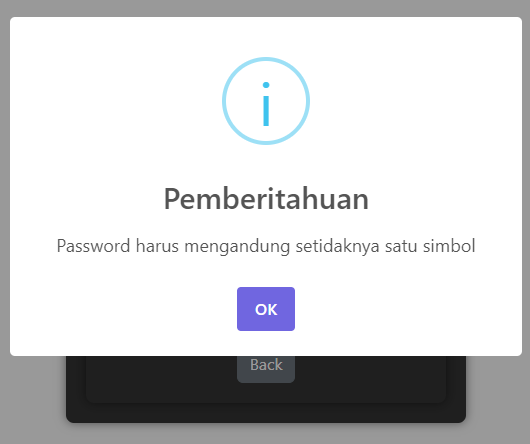 Pemberitahuan
Password harus mengandung setidaknya satu simbol
OK
Back